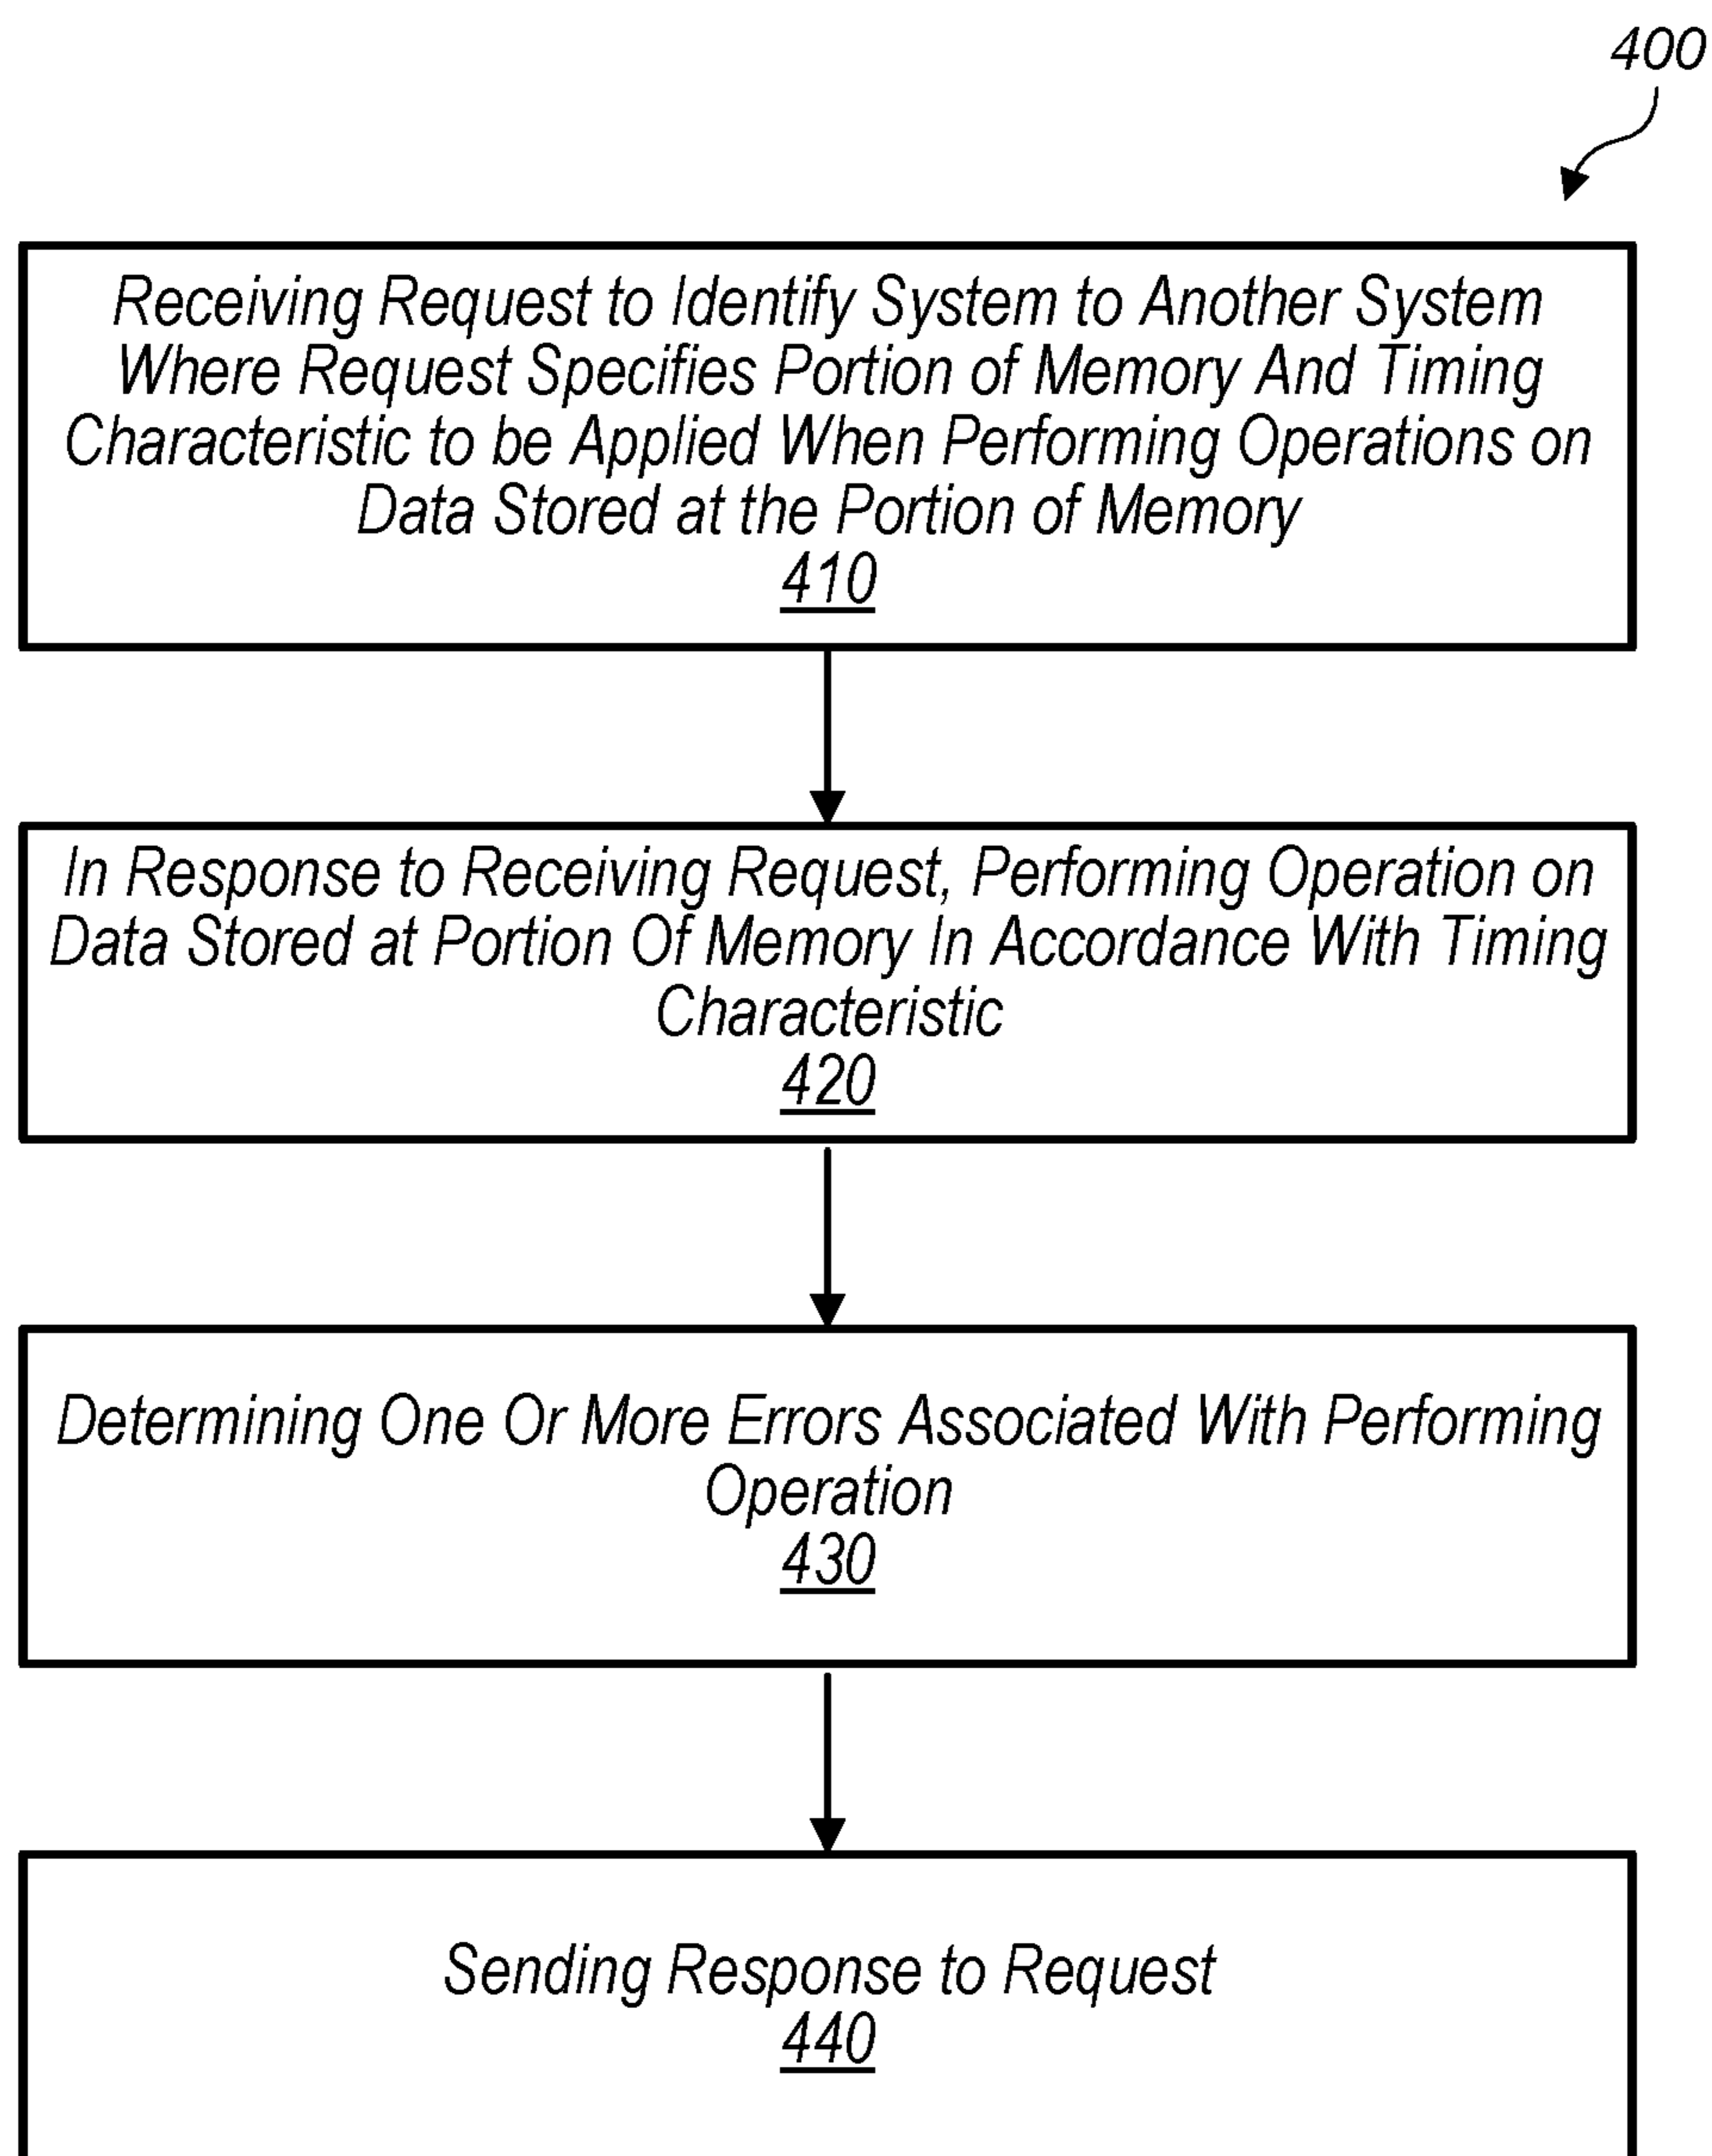 400
Receiving Request to Identify System to Another System
Where Request Specifies Portion of Memory And Timing
Characteristic to be Applied When Performing Operations on
Data Stored at the Portion of Memory
410
In Response to Receiving Request, Performing Operation on
Data Stored at Portion Of Memory In Accordance With Timing
Characteristic
420
Determining One Or More Errors Associated With Performing
Operation
430
Sending Response to Request
440